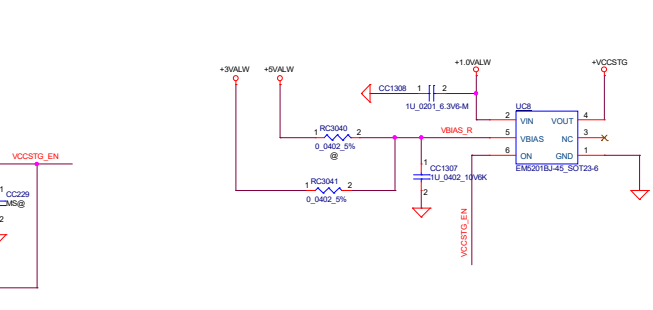 +1.0VALW
+VCCSTG
+3VALW
+5VALW
CC1308
1
2
1U_0201_6.3V6-M
UC8
2
VIN
VOUT
4
RC3040
1
2
0_0402_5%
@
VBIAS_R
5
VBIAS
NC
3
6
ON
GND
1
EM5201BJ-45_SOT23-6
VCCSTG_EN
1
CC1307
1U_0402_10V6K
2
RC3041
1
2
0_0402_5%
1
CC229
MS@
2
VCCSTG_EN